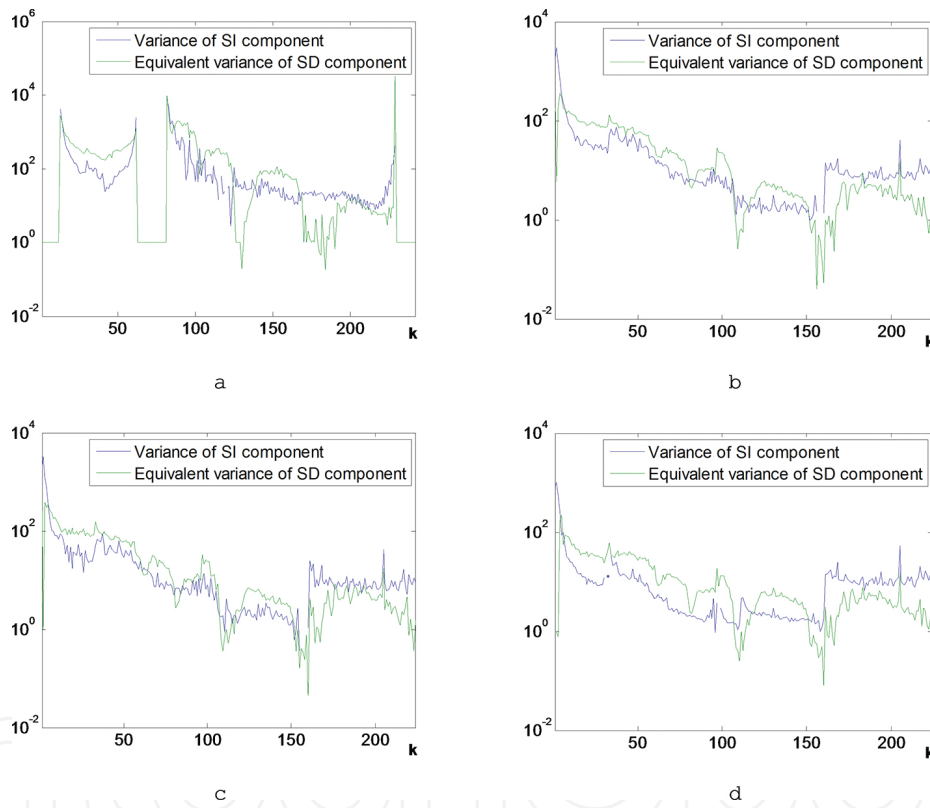 10^6
10^4
10^2
10^0
10^-2
Variance of SI component
Equivalent variance of SD component
50 100 150 200
k
a
10^4
10^2
10^0
10^-2
Variance of SI component
Equivalent variance of SD component
50 100 150 200
k
b
10^4
10^2
10^0
10^-2
Variance of SI component
Equivalent variance of SD component
50 100 150 200
k
c
10^4
10^2
10^0
10^-2
Variance of SI component
Equivalent variance of SD component
50 100 150 200
k
d